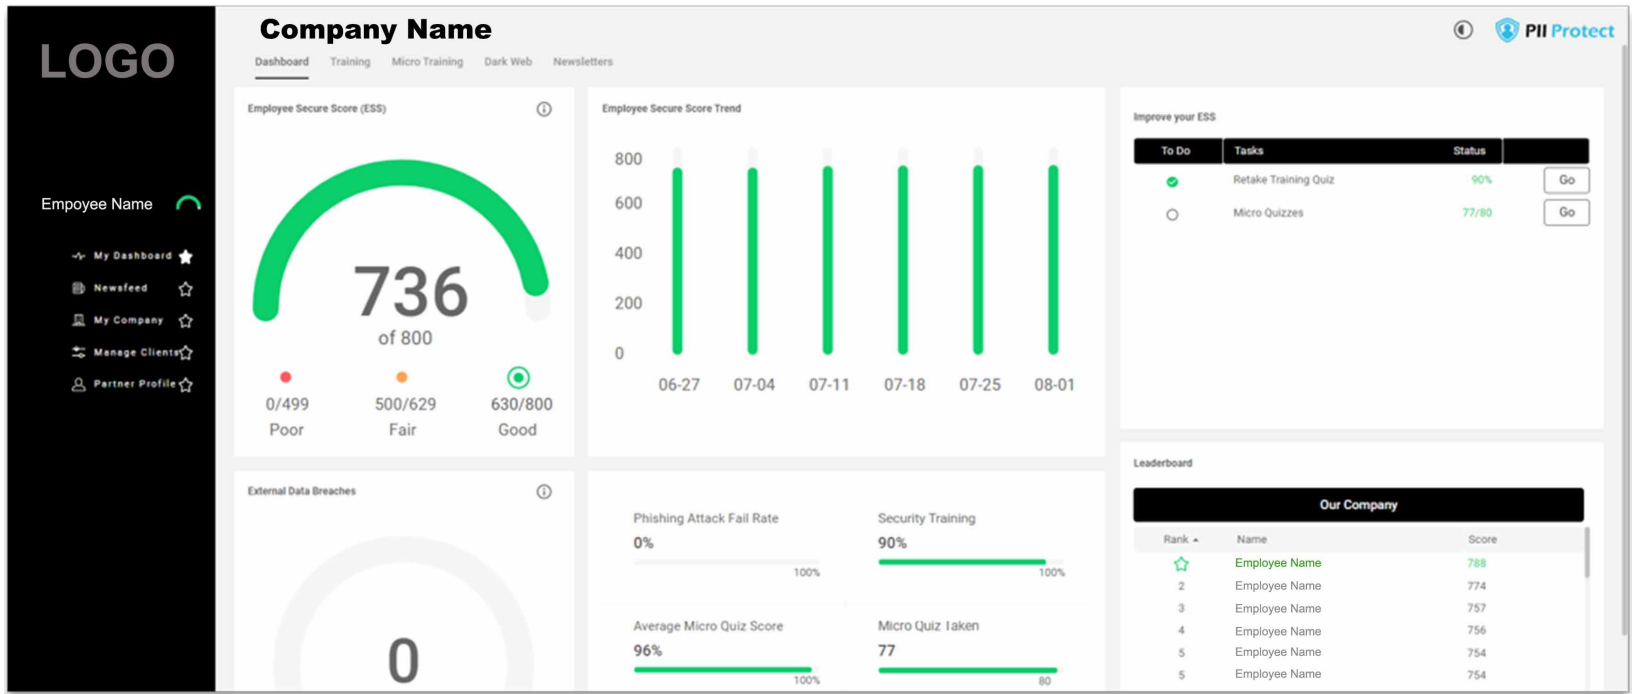 LOGO
Company Name
PII Protect
Dashboard Training Micro Training Dark Web Newsletters
Empoyee Name
My Dashboard
Newsfeed
My Company
Manage Clients
Partner Profile
Employee Secure Score (ESS)
736
of 800
0/499 500/629 630/800
Poor Fair Good
Employee Secure Score Trend
800
600
400
200
0
06-27 07-04 07-11 07-18 07-25 08-01
Improve your ESS
To Do Tasks Status
Retake Training Quiz 90% Go
Micro Quizzes 77/80 Go
External Data Breaches
0
Phishing Attack Fail Rate
0%
100%
Security Training
90%
100%
Average Micro Quiz Score
96%
100%
Micro Quiz Taken
77
80
Leaderboard
Our Company
Rank Name Score
Employee Name 788
2 Employee Name 774
3 Employee Name 757
4 Employee Name 756
5 Employee Name 754
5 Employee Name 754